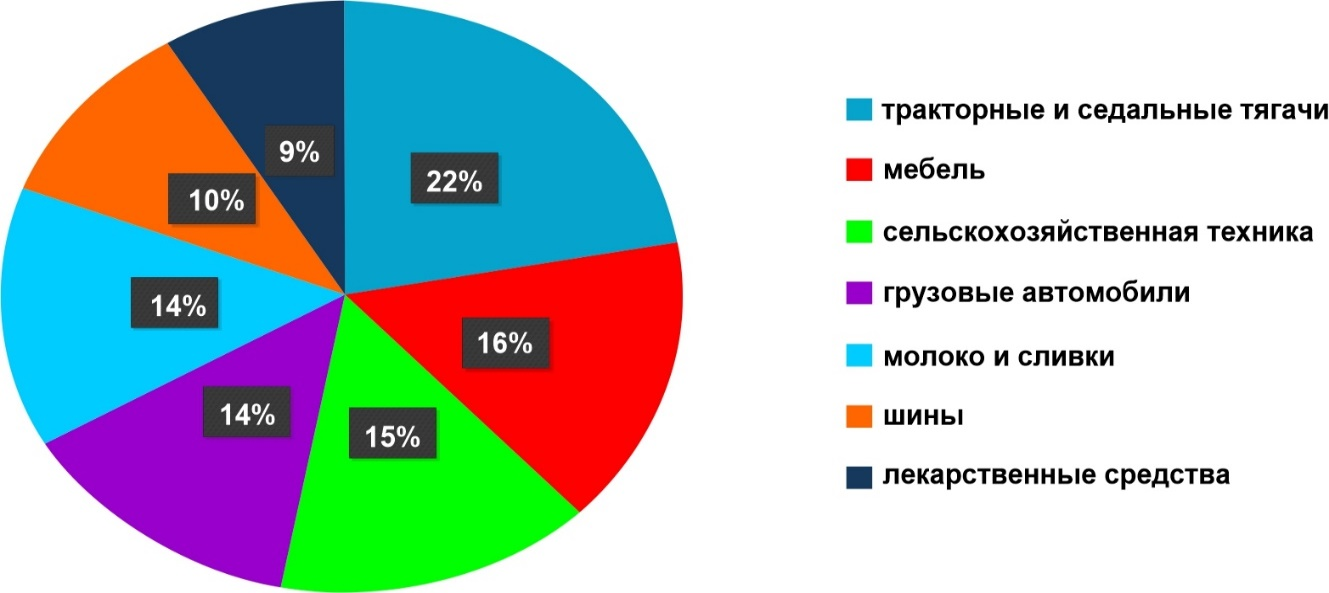 9%
22%
10%
14%
16%
14%
15%
тракторные и седальные тягачи
мебель
сельскохозяйственная техника
грузовые автомобили
молоко и сливки
шины
лекарственные средства